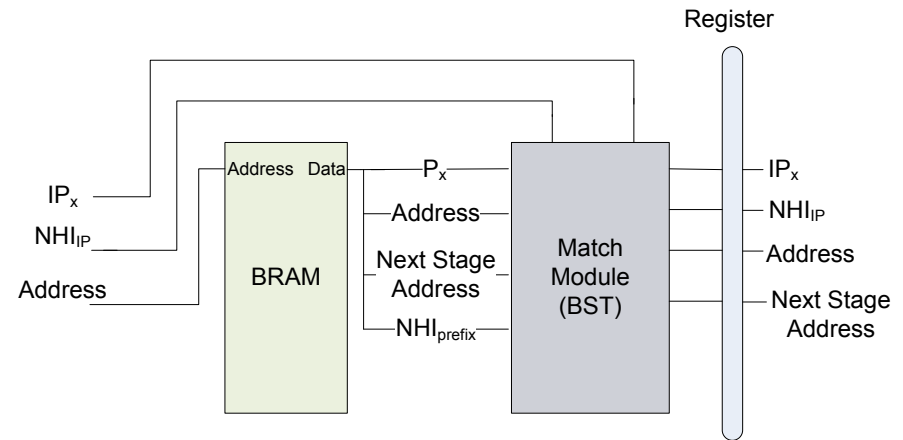 Register
IPx
NHIIP
Address
Address Data
BRAM
Px
Address
Next Stage
Address
NHIprefix
Match
Module
(BST)
IPx
NHIIP
Address
Next Stage
Address